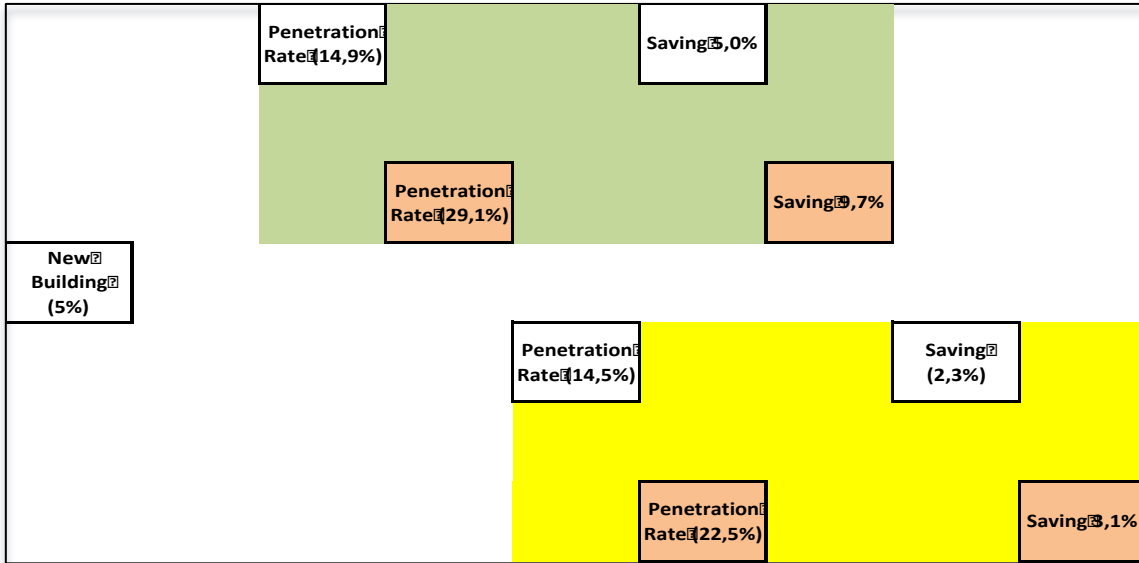 Penetration
Rate (14,9%)
Saving 5,0%
Penetration
Rate (29,1%)
Saving 9,7%
New
Building
(5%)
Penetration
Rate (14,5%)
Saving
(2,3%)
Penetration
Rate (22,5%)
Saving 3,1%